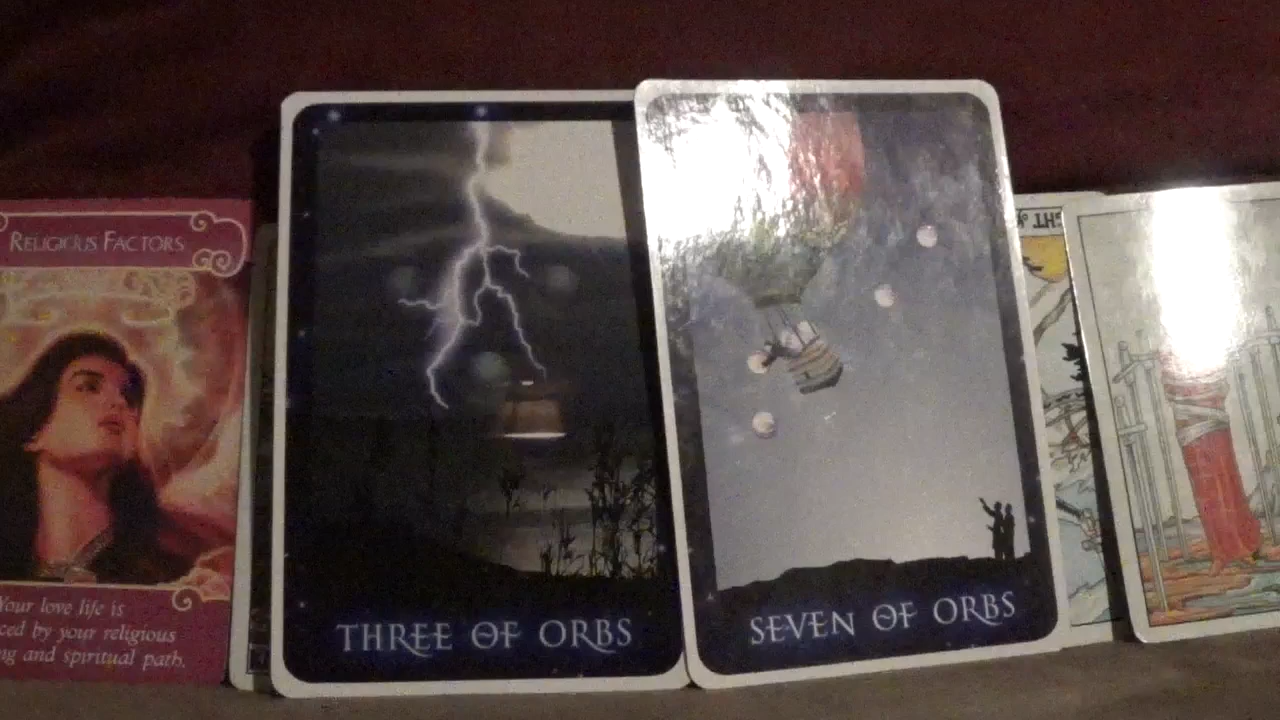 RELIGIOUS FACTORS
Your love life is
ced by your religious
ng and spiritual path.
THREE OF ORBS
SEVEN OF ORBS